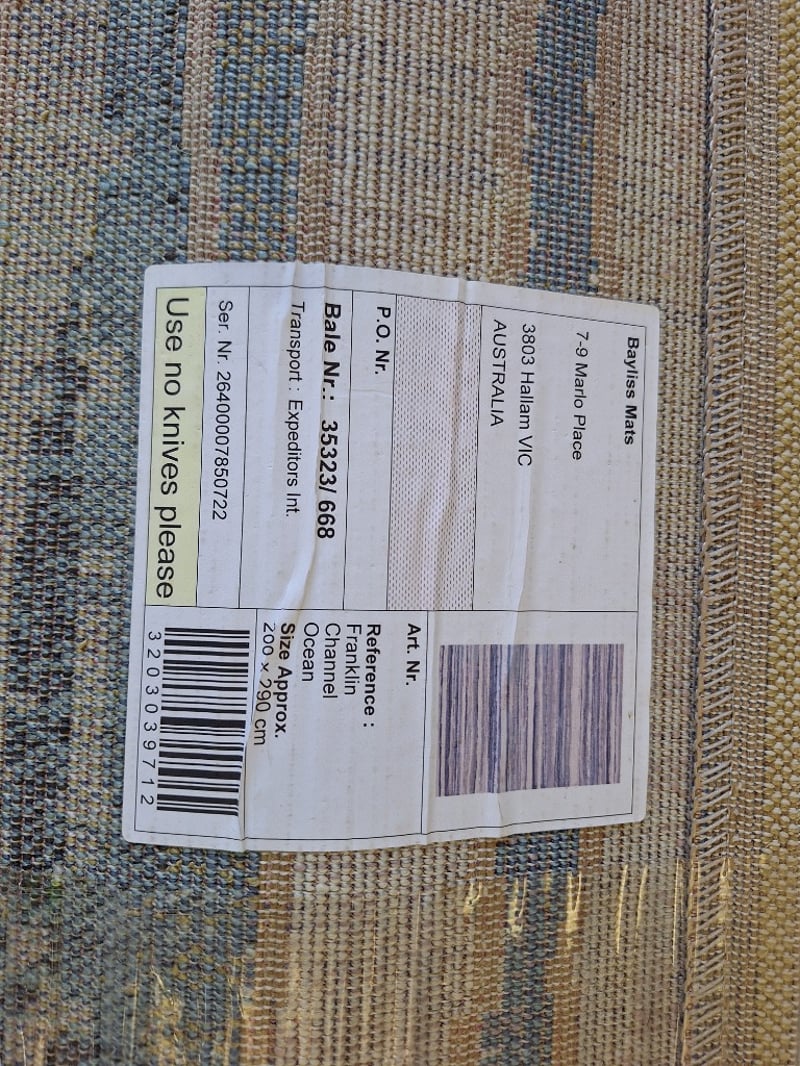 Bayliss Mats
7-9 Marlo Place
3803 Hallam VIC
AUSTRALIA
P.O. Nr.
Bale Nr.: 35323/ 668
Transport : Expeditors Int.
Ser. Nr. 26400007850722
Use no knives please
Art. Nr.
Reference :
Franklin
Channel
Ocean
Size Approx.
200 x 290 cm
3203039712